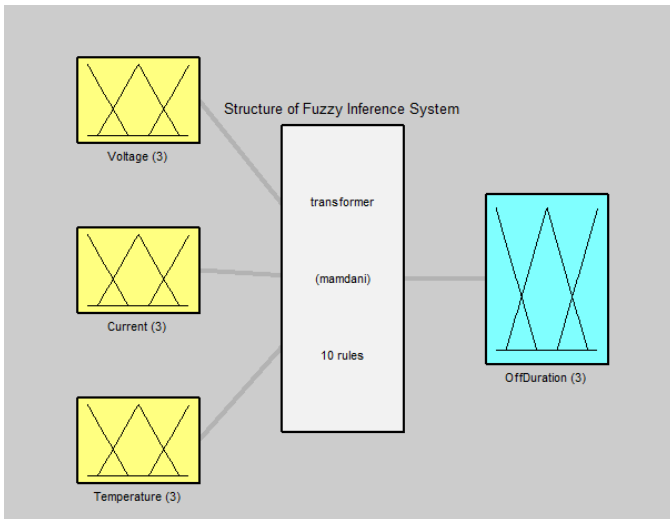 Structure of Fuzzy Inference System
Voltage (3)
Current (3)
Temperature (3)
transformer
(mamdani)
10 rules
OffDuration (3)